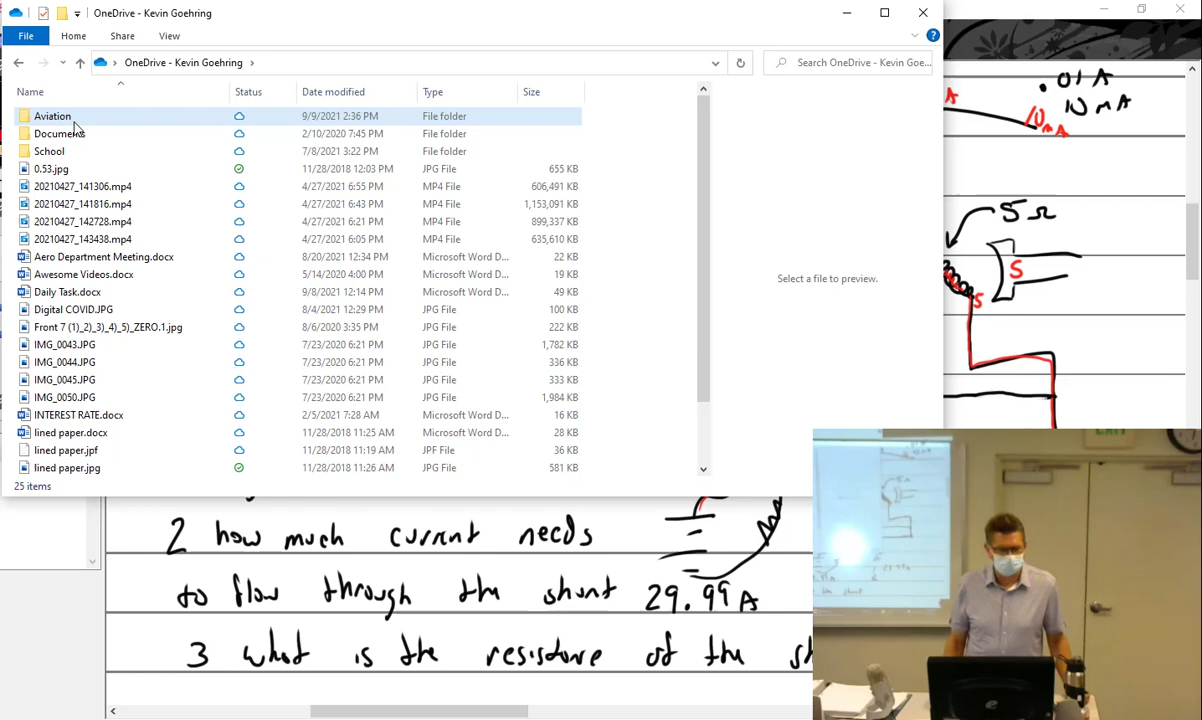 OneDrive - Kevin Goehring
File Home Share View
OneDrive - Kevin Goehring
Search OneDrive - Kevin Goe...
Name Status Date modified Type Size
Aviation 9/9/2021 2:36 PM File folder
Documents 2/10/2020 7:45 PM File folder
School 7/8/2021 3:22 PM File folder
0.53.jpg 11/28/2018 12:03 PM JPG File 655 KB
20210427_141306.mp4 4/27/2021 6:55 PM MP4 File 606,491 KB
20210427_141816.mp4 4/27/2021 6:43 PM MP4 File 1,153,091 KB
20210427_142728.mp4 4/27/2021 6:21 PM MP4 File 899,337 KB
20210427_143438.mp4 4/27/2021 6:05 PM MP4 File 635,610 KB
Aero Department Meeting.docx 8/20/2021 12:34 PM Microsoft Word D... 22 KB
Awesome Videos.docx 5/14/2020 4:00 PM Microsoft Word D... 19 KB
Daily Task.docx 9/8/2021 12:14 PM Microsoft Word D... 49 KB
Digital COVID.JPG 8/4/2021 12:29 PM JPG File 100 KB
Front 7 (1)_2)_3)_4)_5)_ZERO.1.jpg 8/6/2020 3:35 PM JPG File 222 KB
IMG_0043.JPG 7/23/2020 6:21 PM JPG File 1,782 KB
IMG_0044.JPG 7/23/2020 6:21 PM JPG File 336 KB
IMG_0045.JPG 7/23/2020 6:21 PM JPG File 333 KB
IMG_0050.JPG 7/23/2020 6:21 PM JPG File 1,984 KB
INTEREST RATE.docx 2/5/2021 7:28 AM Microsoft Word D... 16 KB
lined paper.docx 11/28/2018 11:25 AM Microsoft Word D... 28 KB
lined paper.jpf 11/28/2018 11:19 AM JPF File 36 KB
lined paper.jpg 11/28/2018 11:26 AM JPG File 581 KB
25 items
Select a file to preview.
.01 A
A 10 mA
10mA
5 Ω
S
S
2 how much current needs
to flow through the shunt 29.99 A
3 what is the resistance of the sh
EXIT